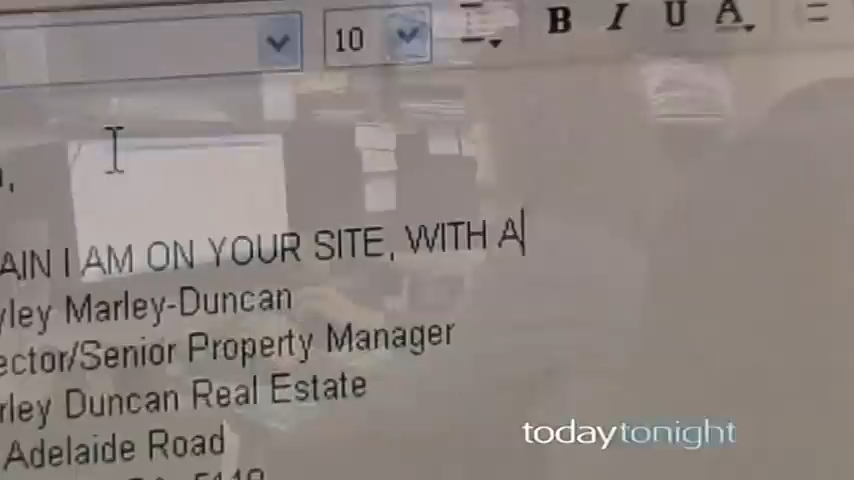 10 B I U A
AIN I AM ON YOUR SITE, WITH A
yley Marley-Duncan
ector/Senior Property Manager
rley Duncan Real Estate
Adelaide Road
5110
todaytonight